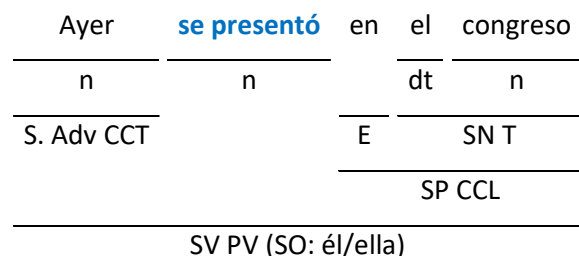 Ayer se presentó en el congreso
n n dt n
S. Adv CCT E SN T
SP CCL
SV PV (SO: él/ella)